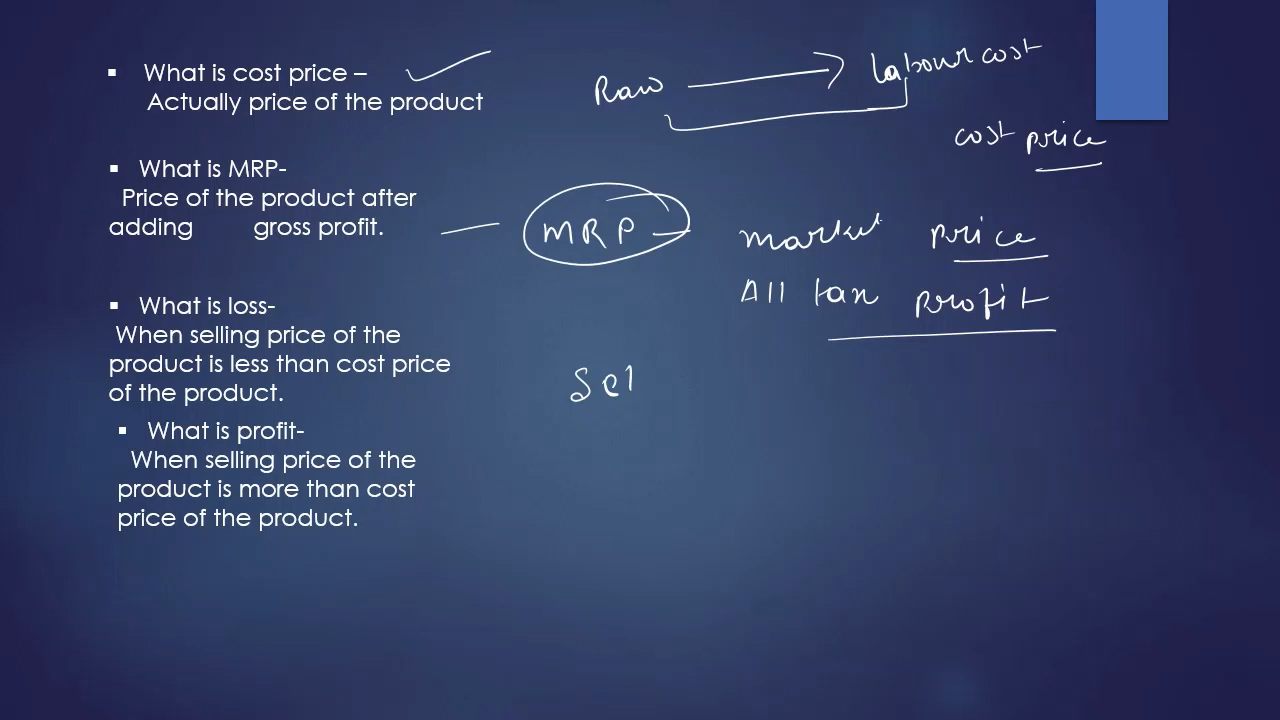 ▪ What is cost price –
Actually price of the product
▪ What is MRP-
Price of the product after
adding gross profit.
▪ What is loss-
When selling price of the
product is less than cost price
of the product.
▪ What is profit-
When selling price of the
product is more than cost
price of the product.
Raw → labour cost
cost price
MRP — market price
All tax profit
Sel